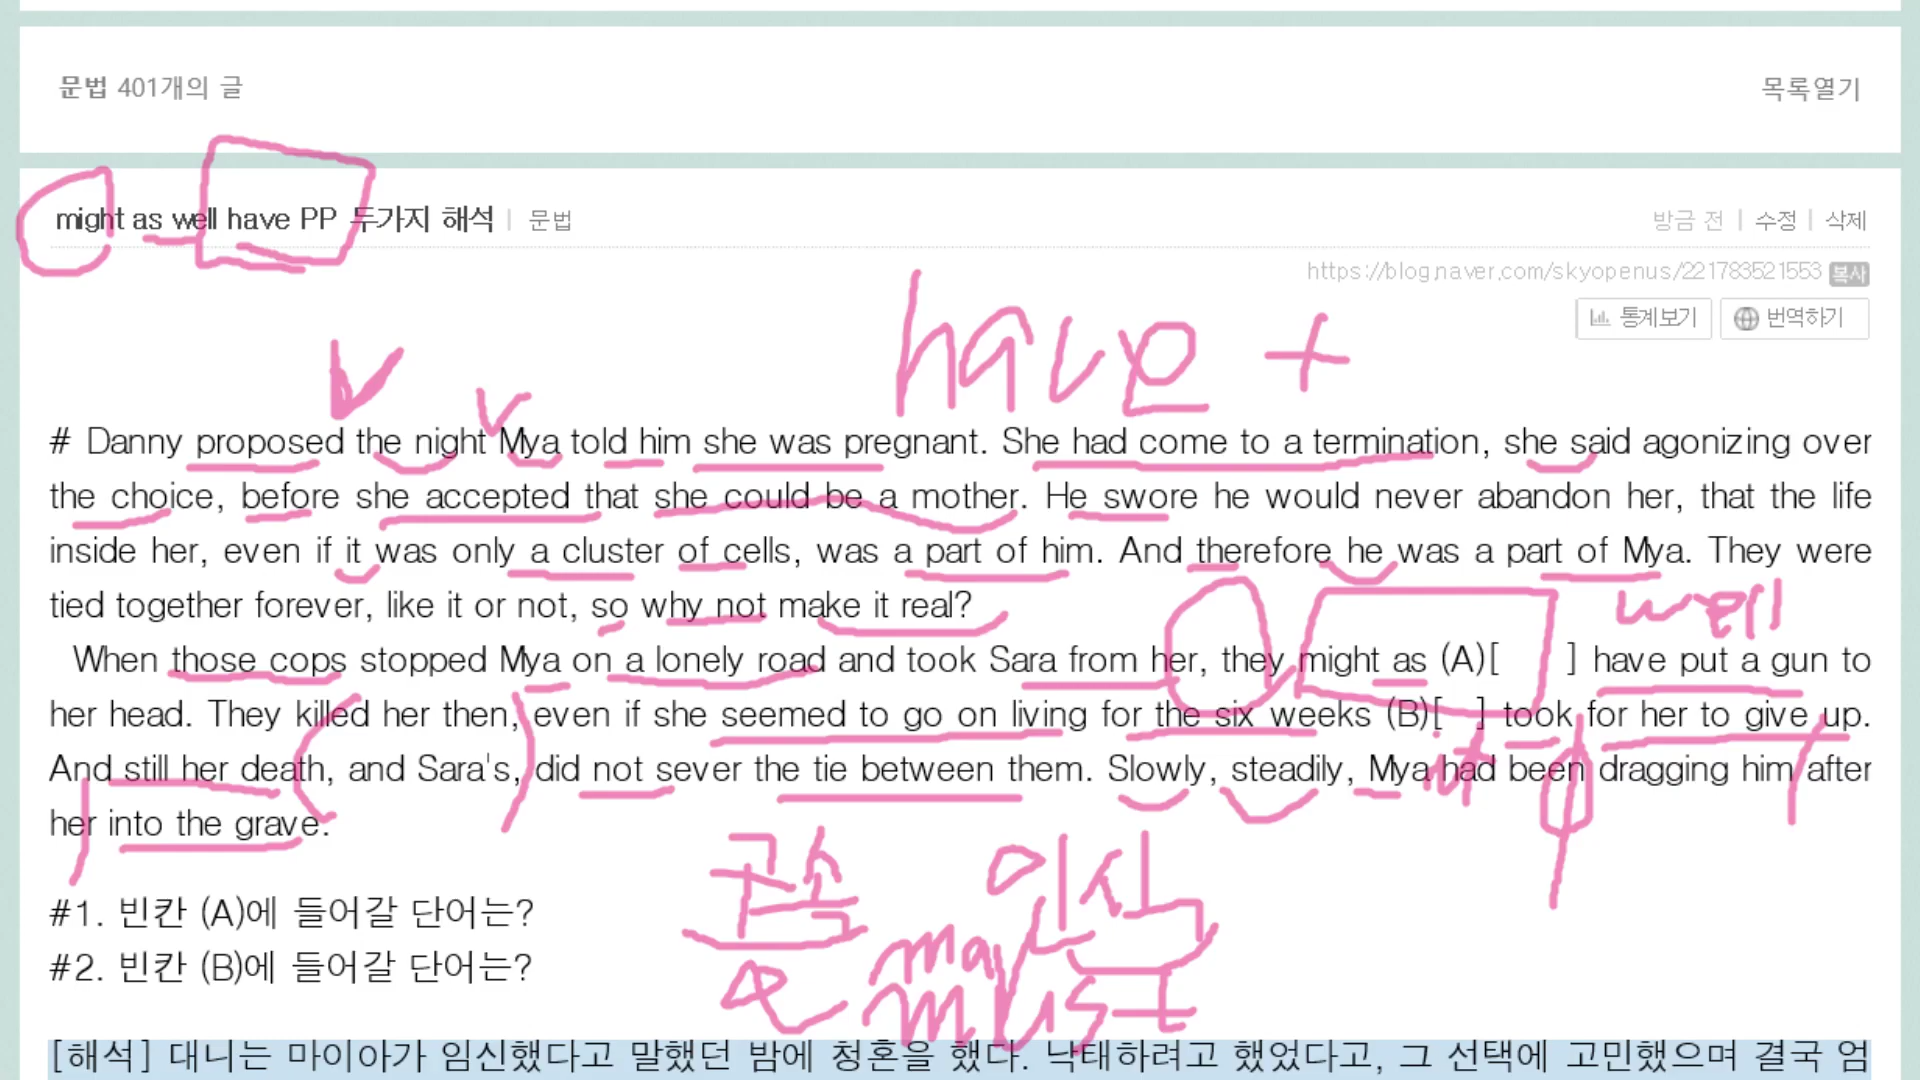 문법 401개의 글
목록열기
might as well have PP 두가지 해석 | 문법
방금 전 | 수정 | 삭제
https://blog.naver.com/skyopenus/221783521553 복사
통계보기 번역하기
have +
# Danny proposed the night Mya told him she was pregnant. She had come to a termination, she said agonizing over
the choice, before she accepted that she could be a mother. He swore he would never abandon her, that the life
inside her, even if it was only a cluster of cells, was a part of him. And therefore he was a part of Mya. They were
tied together forever, like it or not, so why not make it real?
well
When those cops stopped Mya on a lonely road and took Sara from her, they might as (A)[ ] have put a gun to
her head. They killed her then, even if she seemed to go on living for the six weeks (B)[ ] took for her to give up.
it
And still her death, and Sara's, did not sever the tie between them. Slowly, steadily, Mya had been dragging him after
her into the grave.
구속 인사
#1. 빈칸 (A)에 들어갈 단어는?
may
#2. 빈칸 (B)에 들어갈 단어는?
must
[해석] 대니는 마이아가 임신했다고 말했던 밤에 청혼을 했다. 낙태하려고 했었다고, 그 선택에 고민했으며 결국 엄